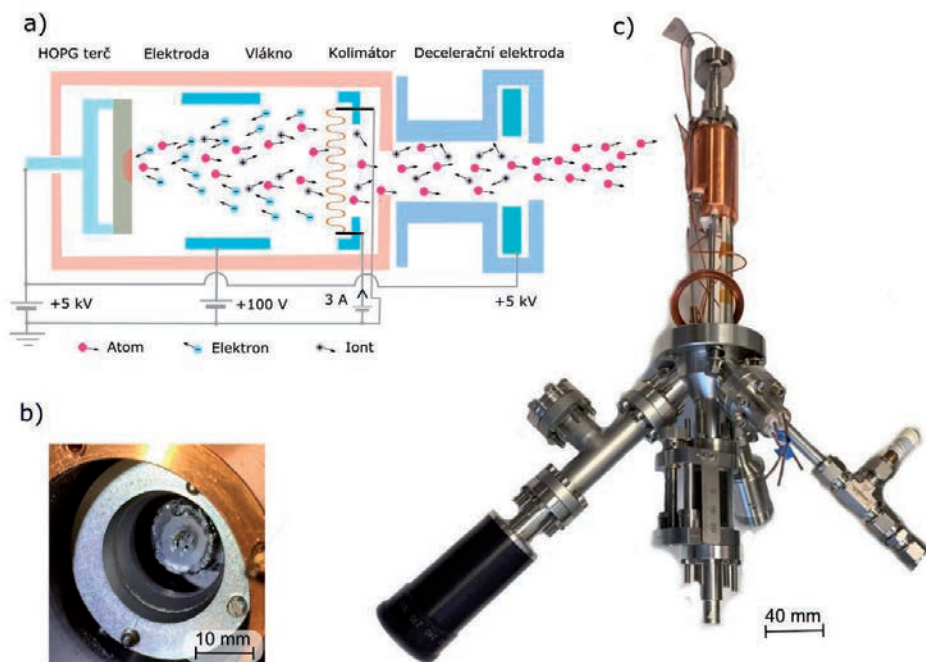 a)
HOPG terč
Elektroda
Vlákno
Kolimátor
Decelerační elektroda
c)
+5 kV
+100 V
3 A
+5 kV
Atom
Elektron
Iont
b)
10 mm
40 mm